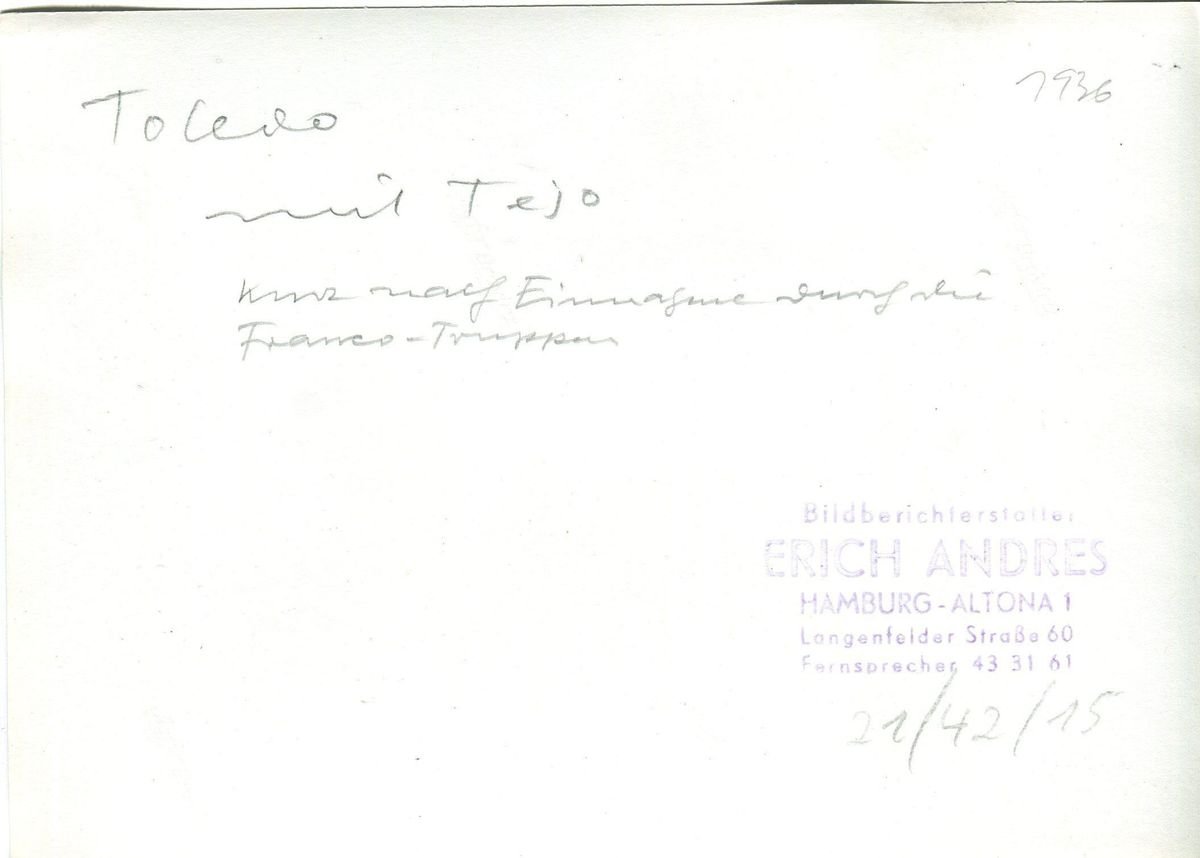 1936
Toledo
mit Tejo
kurz nach Einnahme durch die
Franco-Truppen
Bildberichterstatter
ERICH ANDRES
HAMBURG-ALTONA 1
Langenfelder Straße 60
Fernsprecher 43 31 61
21/42/15